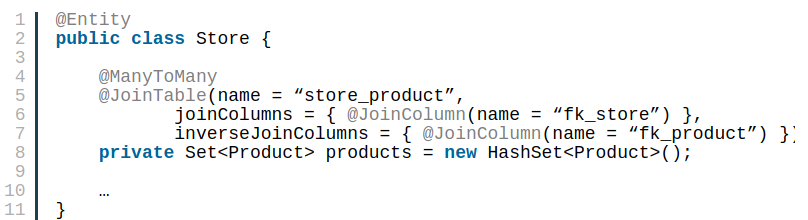 1 @Entity
2 public class Store {
3
4 @ManyToMany
5 @JoinTable(name = “store_product”,
6 joinColumns = { @JoinColumn(name = “fk_store”) },
7 inverseJoinColumns = { @JoinColumn(name = “fk_product”) })
8 private Set<Product> products = new HashSet<Product>();
9
10 …
11 }